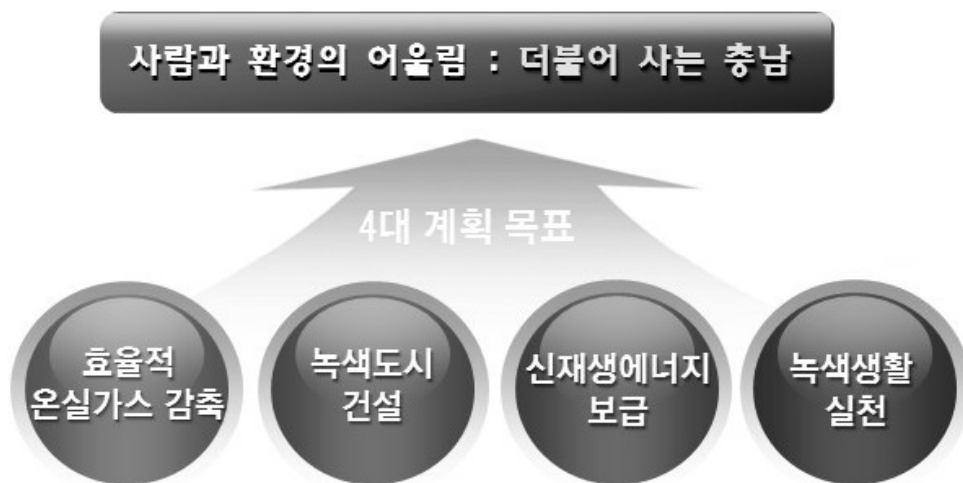 사람과 환경의 어울림 : 더불어 사는 충남
4대 계획 목표
효율적
온실가스 감축
녹색도시
건설
신재생에너지
보급
녹색생활
실천